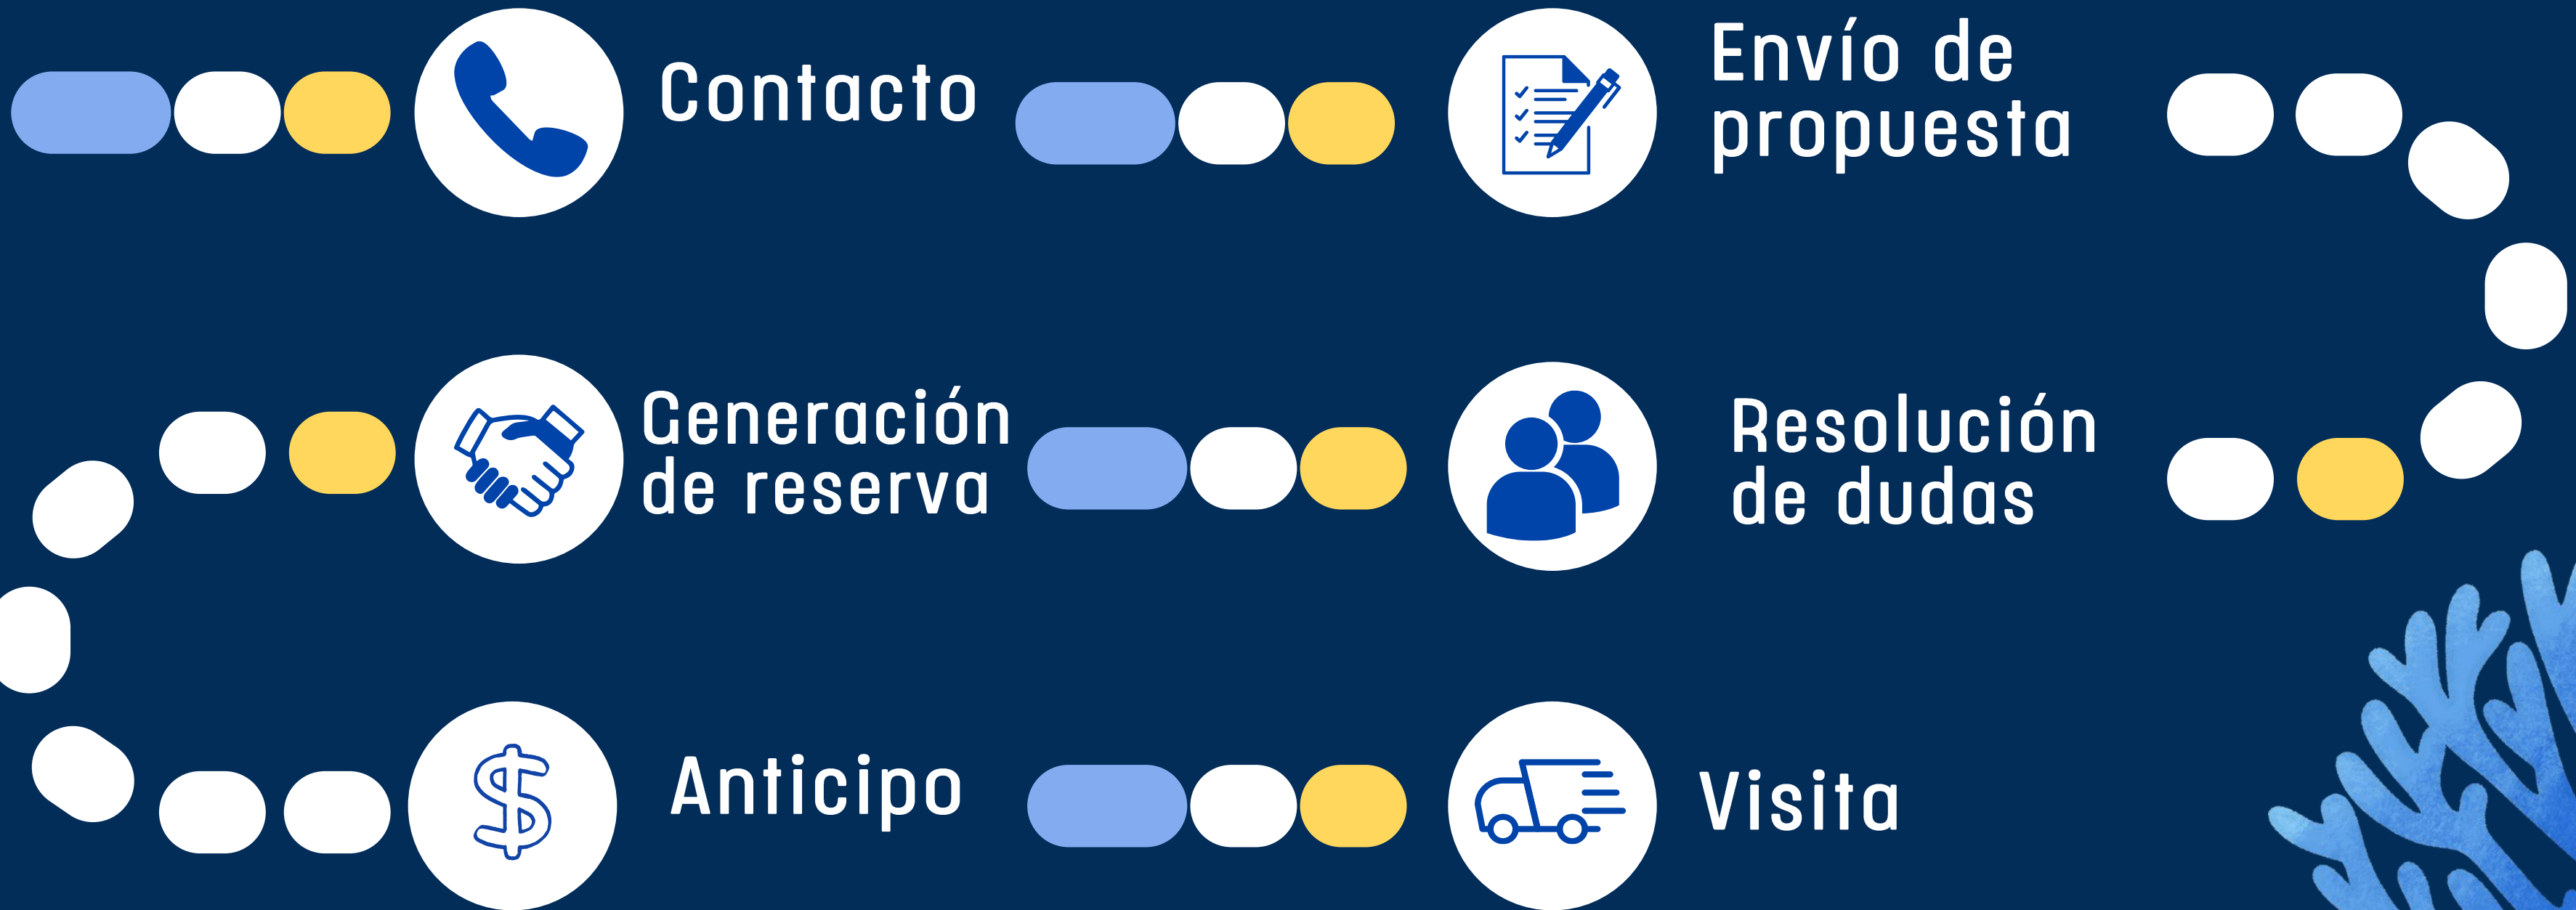 Contacto
Envío de
propuesta
Resolución
de dudas
Generación
de reserva
Anticipo
Visita